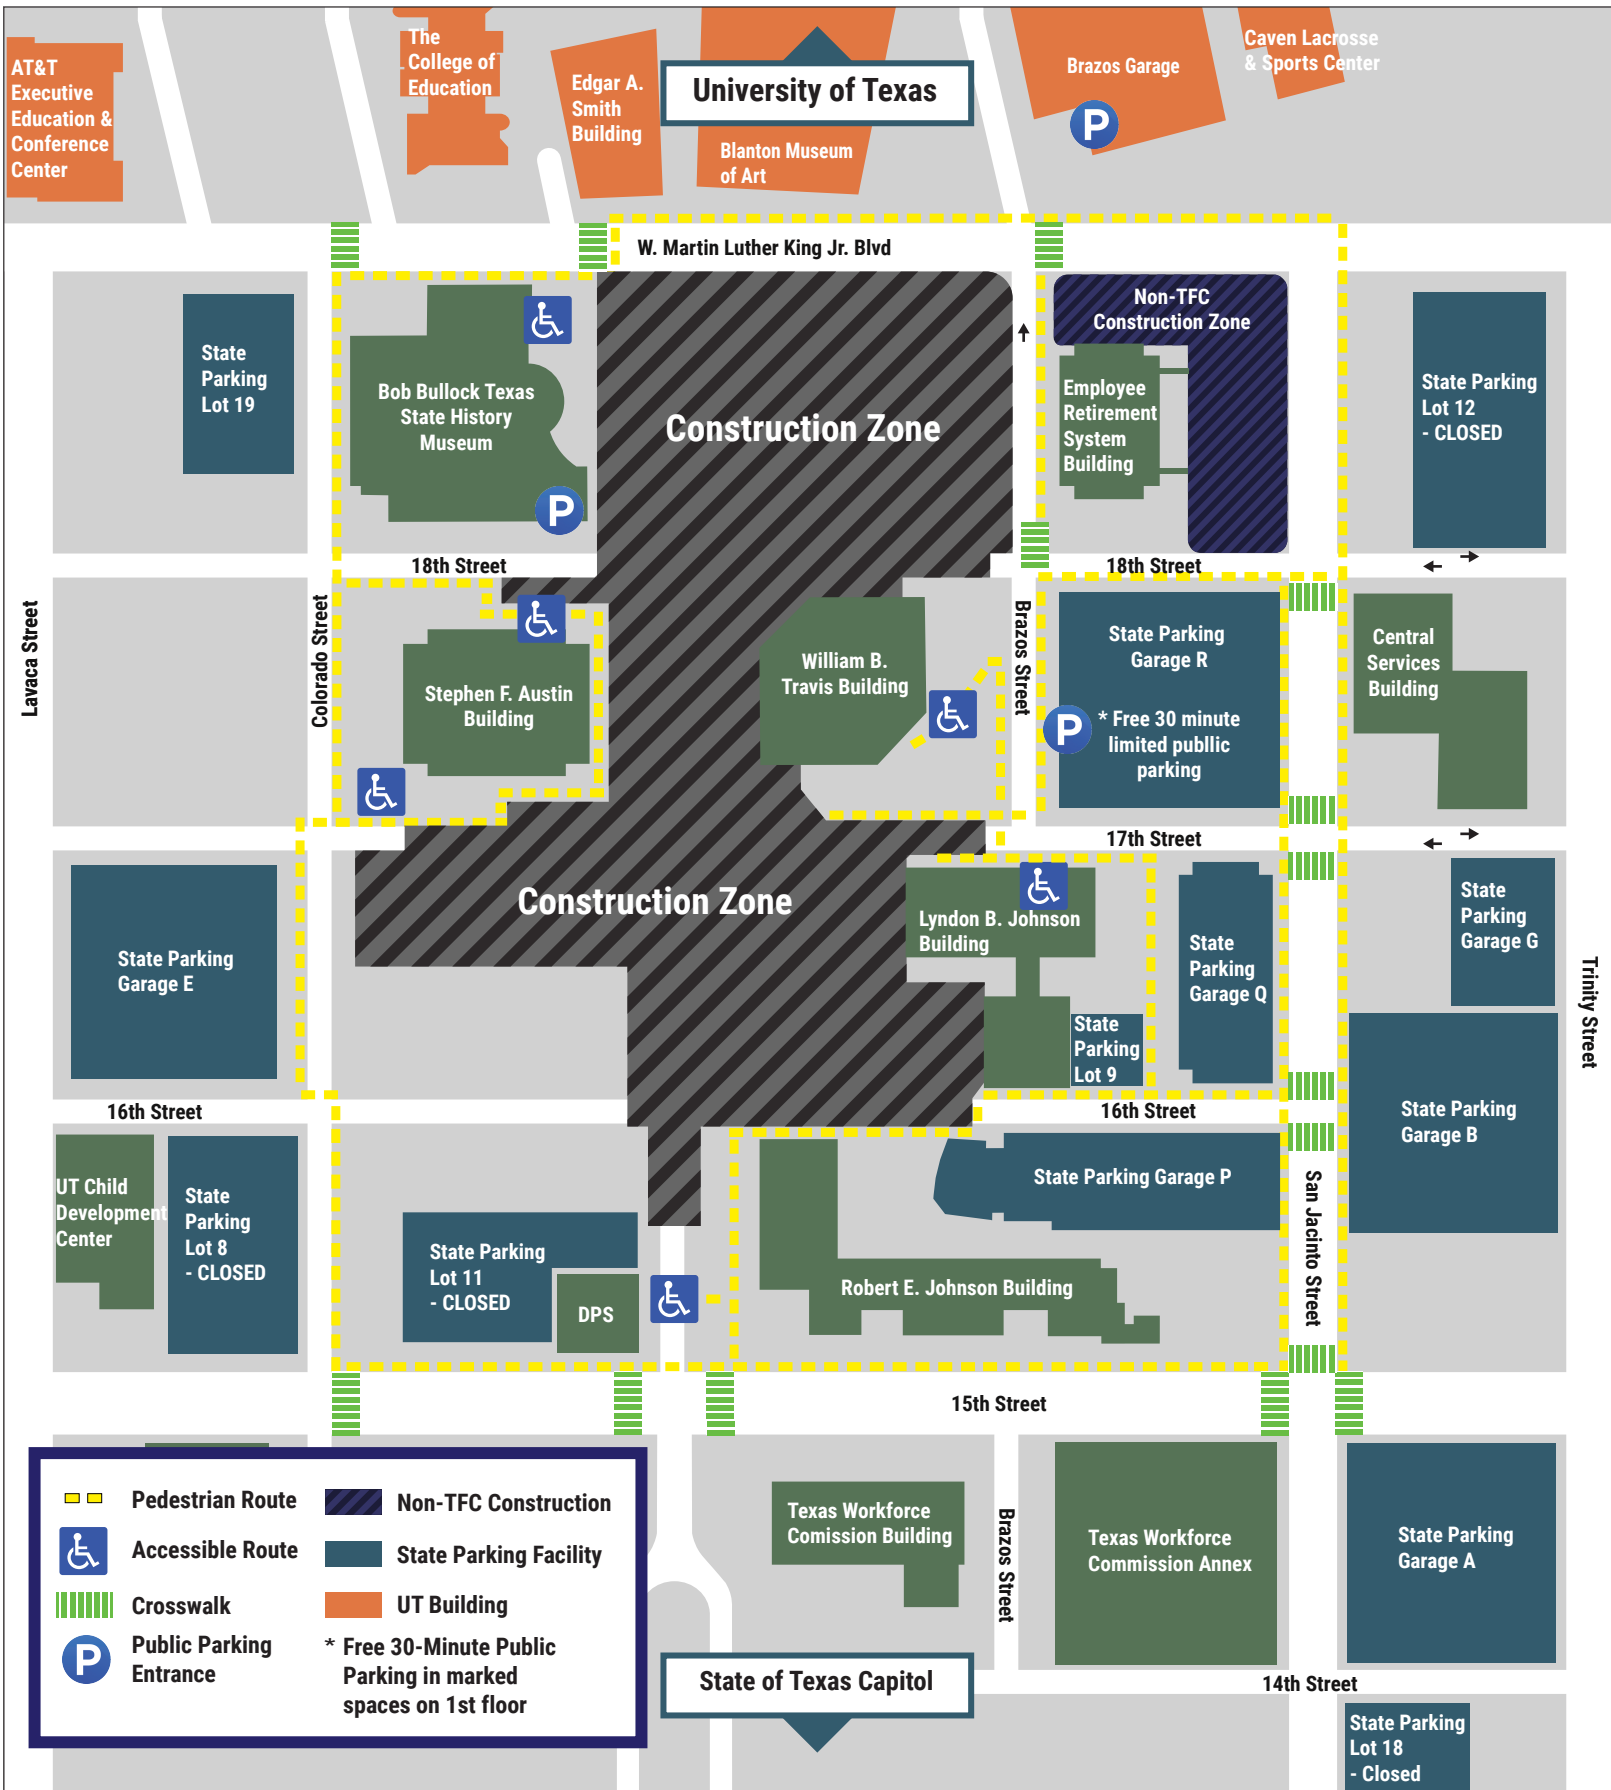 AT&T
Executive
Education &
Conference
Center
The
College of
Education
Edgar A.
Smith
Building
University of Texas
Blanton Museum
of Art
Brazos Garage
P
Caven Lacrosse
& Sports Center
W. Martin Luther King Jr. Blvd
State
Parking
Lot 19
Bob Bullock Texas
State History
Museum
P
Construction Zone
Non-TFC
Construction Zone
Employee
Retirement
System
Building
State Parking
Lot 12
- CLOSED
18th Street
18th Street
Lavaca Street
Colorado Street
Stephen F. Austin
Building
William B.
Travis Building
Brazos Street
State Parking
Garage R
P
* Free 30 minute
limited publlic
parking
Central
Services
Building
17th Street
Construction Zone
State Parking
Garage E
Lyndon B. Johnson
Building
State
Parking
Garage Q
State
Parking
Garage G
Trinity Street
State
Parking
Lot 9
16th Street
16th Street
State Parking
Garage B
UT Child
Development
Center
State
Parking
Lot 8
- CLOSED
State Parking
Lot 11
- CLOSED
DPS
State Parking Garage P
Robert E. Johnson Building
San Jacinto Street
15th Street
Texas Workforce
Comission Building
Brazos Street
Texas Workforce
Commission Annex
State Parking
Garage A
14th Street
State Parking
Lot 18
- Closed
State of Texas Capitol
Pedestrian Route
Accessible Route
Crosswalk
P
Public Parking
Entrance
Non-TFC Construction
State Parking Facility
UT Building
* Free 30-Minute Public
Parking in marked
spaces on 1st floor